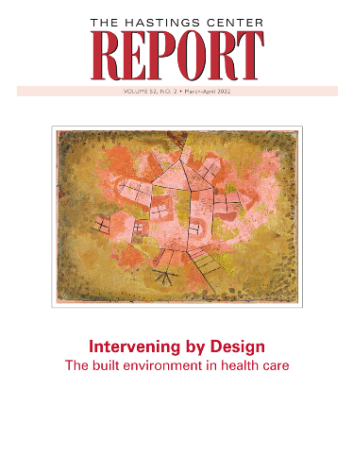 THE HASTINGS CENTER
REPORT
VOLUME 52, NO. 2 • March-April 2022
Intervening by Design
The built environment in health care